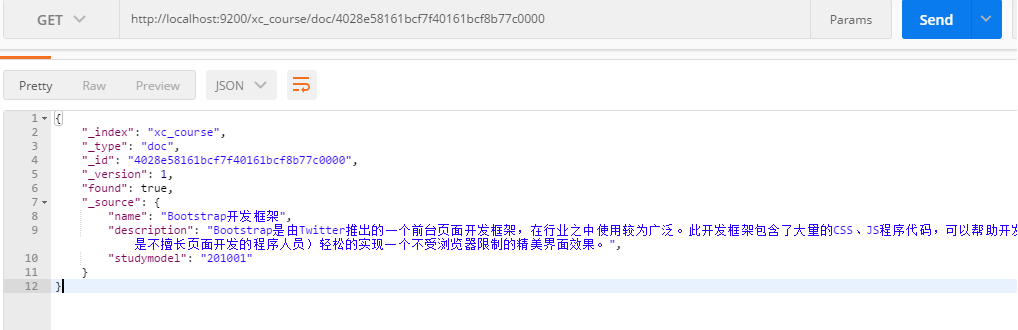 GET http://localhost:9200/xc_course/doc/4028e58161bcf7f40161bcf8b77c0000 Params Send
Pretty Raw Preview JSON
1 {
2 "_index": "xc_course",
3 "_type": "doc",
4 "_id": "4028e58161bcf7f40161bcf8b77c0000",
5 "_version": 1,
6 "found": true,
7 "_source": {
8 "name": "Bootstrap开发框架",
9 "description": "Bootstrap是由Twitter推出的一个前台页面开发框架，在行业之中使用较为广泛。此开发框架包含了大量的CSS、JS程序代码，可以帮助开发
是不擅长页面开发的程序人员）轻松的实现一个不受浏览器限制的精美界面效果。",
10 "studymodel": "201001"
11 }
12 }